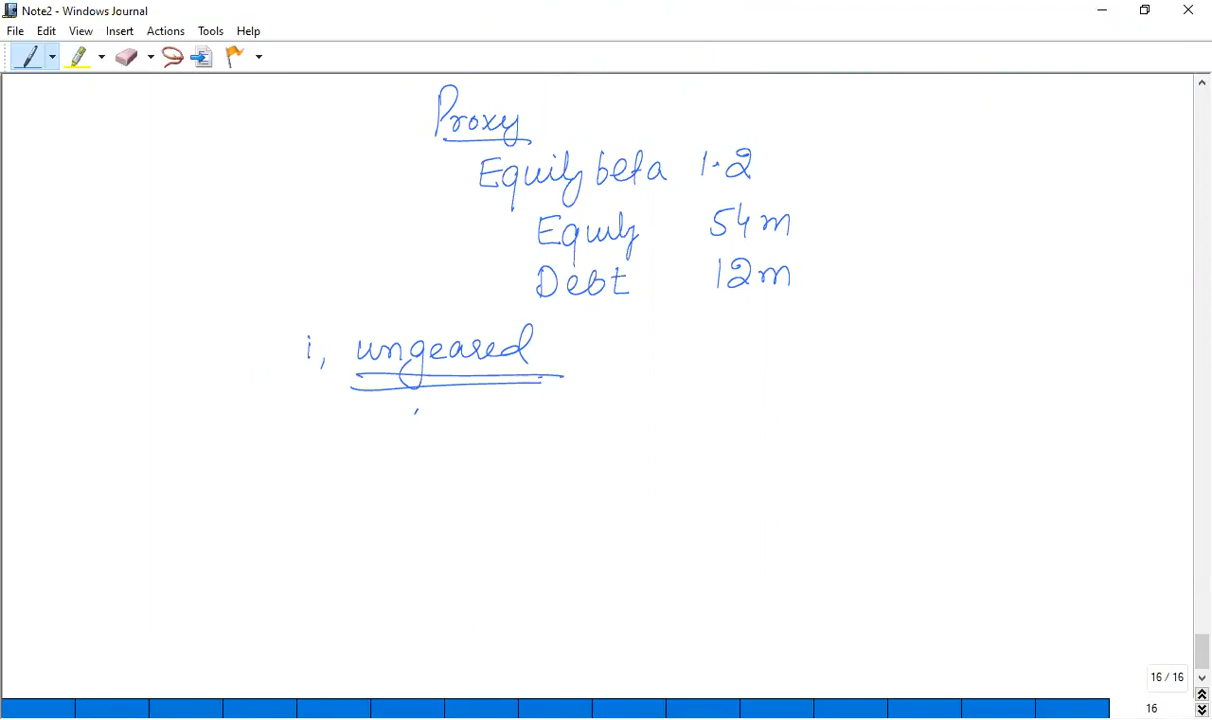 Note2 - Windows Journal
File Edit View Insert Actions Tools Help
Proxy
Equity beta 1.2
Equity 54m
Debt 12m
i, ungeared
16 / 16
16